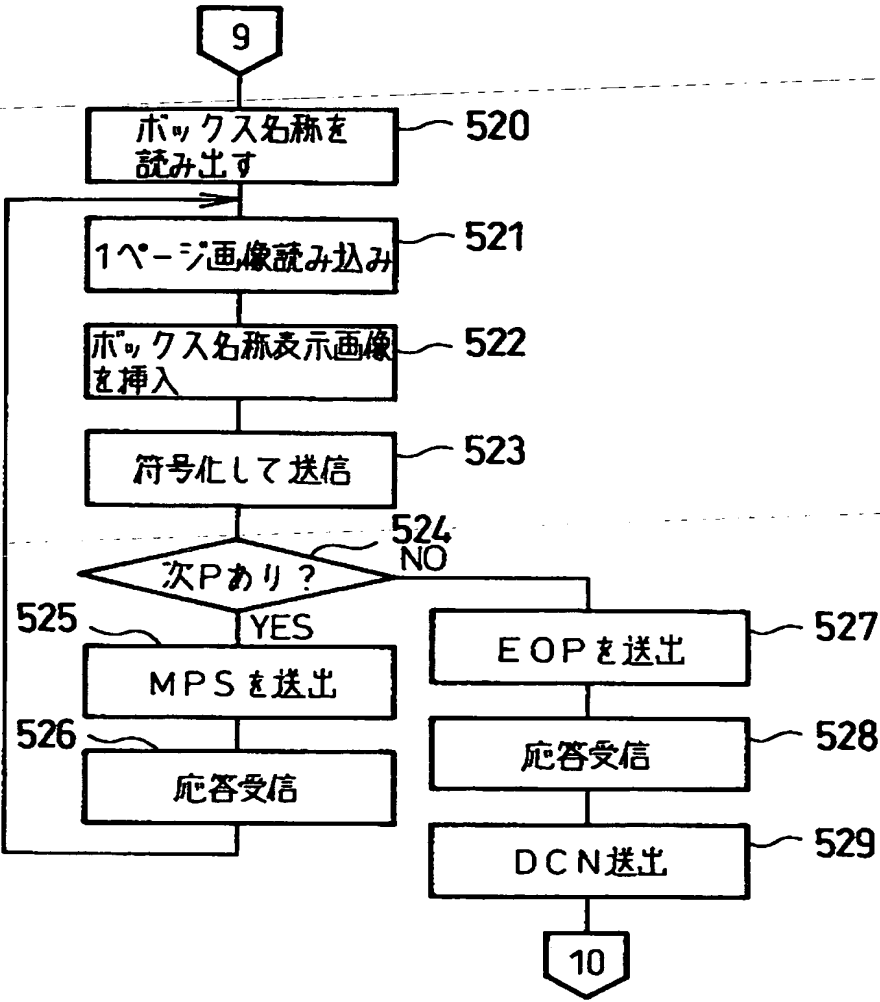 9
ボックス名称を
読み出す
520
1ページ画像読み込み
521
ボックス名称表示画像
を挿入
522
符号化して送信
523
次Pあり?
524
NO
YES
525
MPSを送出
526
応答受信
EOPを送出
527
応答受信
528
DCN送出
529
10